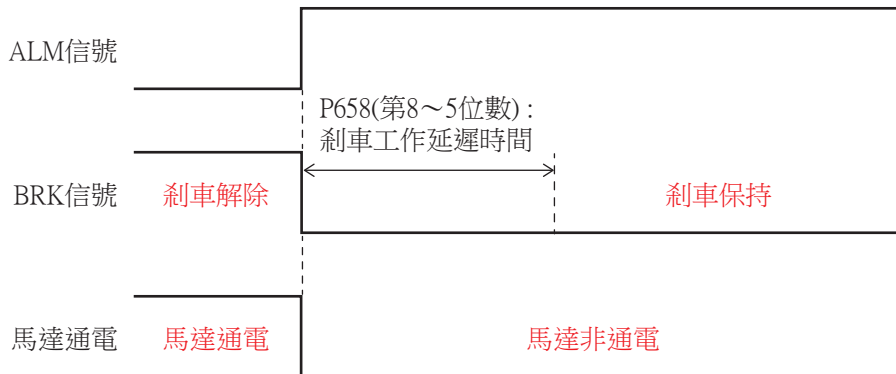 ALM信號
P658(第8～5位數) :
剎車工作延遲時間
BRK信號 剎車解除 剎車保持
馬達通電 馬達通電 馬達非通電